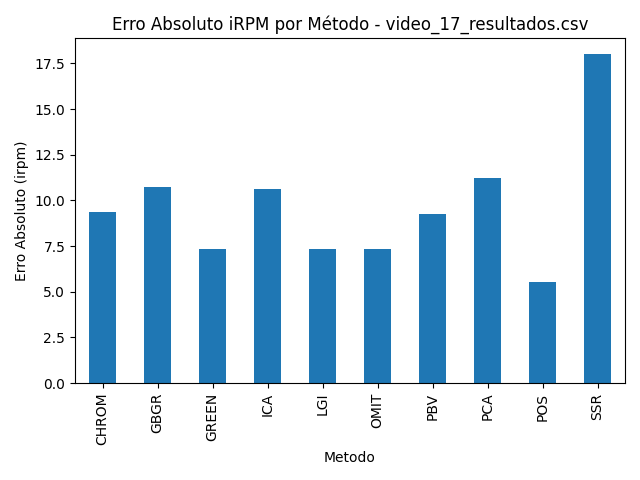 Erro Absoluto iRPM por Método - video_17_resultados.csv
Erro Absoluto (irpm)
17.5
15.0
12.5
10.0
7.5
5.0
2.5
0.0
CHROM
GBGR
GREEN
ICA
LGI
OMIT
PBV
PCA
POS
SSR
Metodo